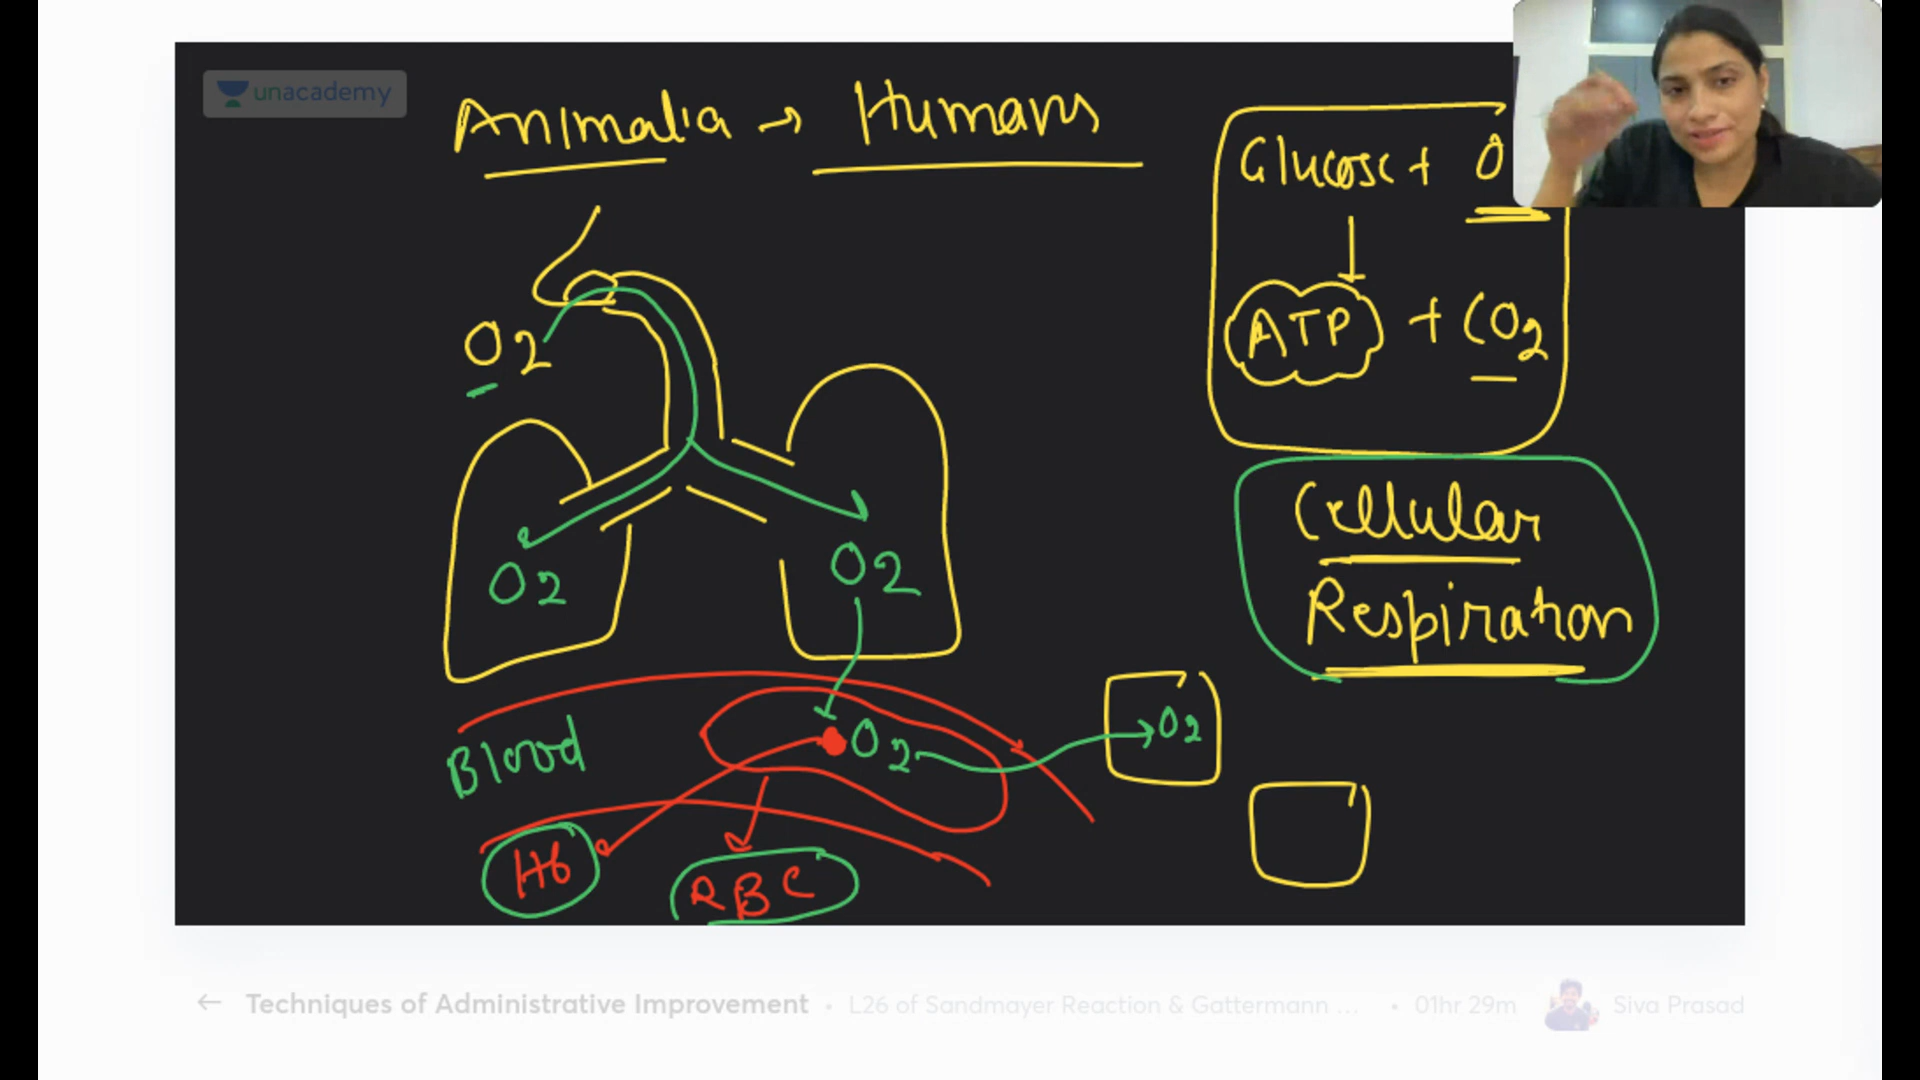 unacademy
Animalia → Humans
Glucose + O
ATP + CO2
O2
Cellular
Respiration
O2
O2
Blood
O2
O2
Hb
RBC
← Techniques of Administrative Improvement • L26 of Sandmayer Reaction & Gattermann ... • 01hr 29m Siva Prasad